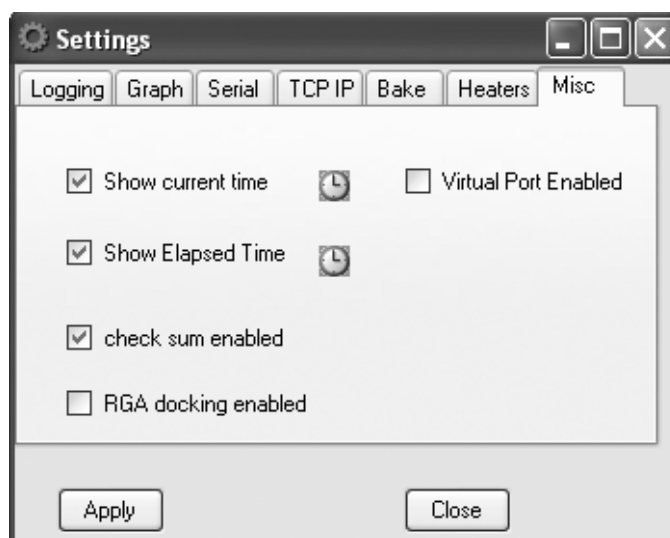 Settings
Logging Graph Serial TCP IP Bake Heaters Misc
Show current time Virtual Port Enabled
Show Elapsed Time
check sum enabled
RGA docking enabled
Apply Close